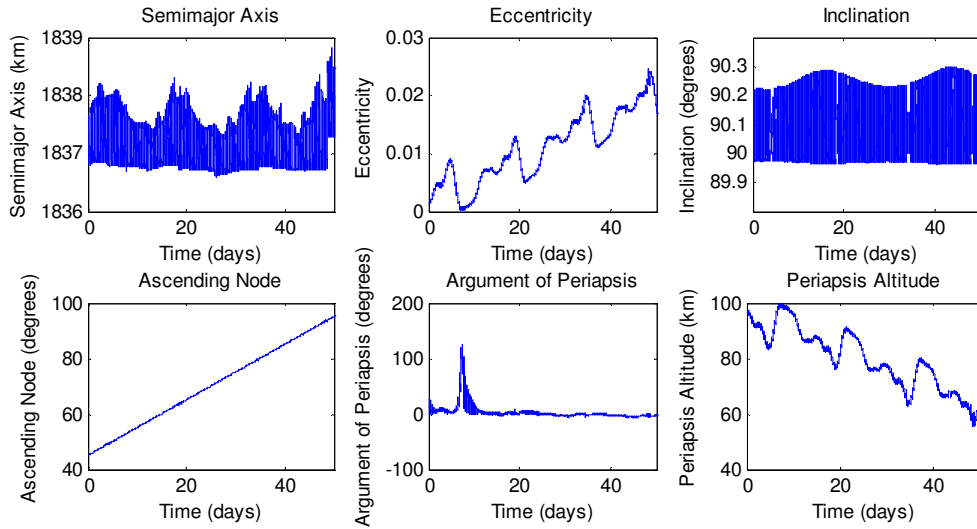 Semimajor Axis
Semimajor Axis (km)
1839
1838
1837
1836
0 20 40
Time (days)
Eccentricity
Eccentricity
0.03
0.02
0.01
0
0 20 40
Time (days)
Inclination
Inclination (degrees)
90.3
90.2
90.1
90
89.9
0 20 40
Time (days)
Ascending Node
Ascending Node (degrees)
100
80
60
40
0 20 40
Time (days)
Argument of Periapsis
Argument of Periapsis (degrees)
200
100
0
-100
0 20 40
Time (days)
Periapsis Altitude
Periapsis Altitude (km)
100
80
60
40
0 20 40
Time (days)